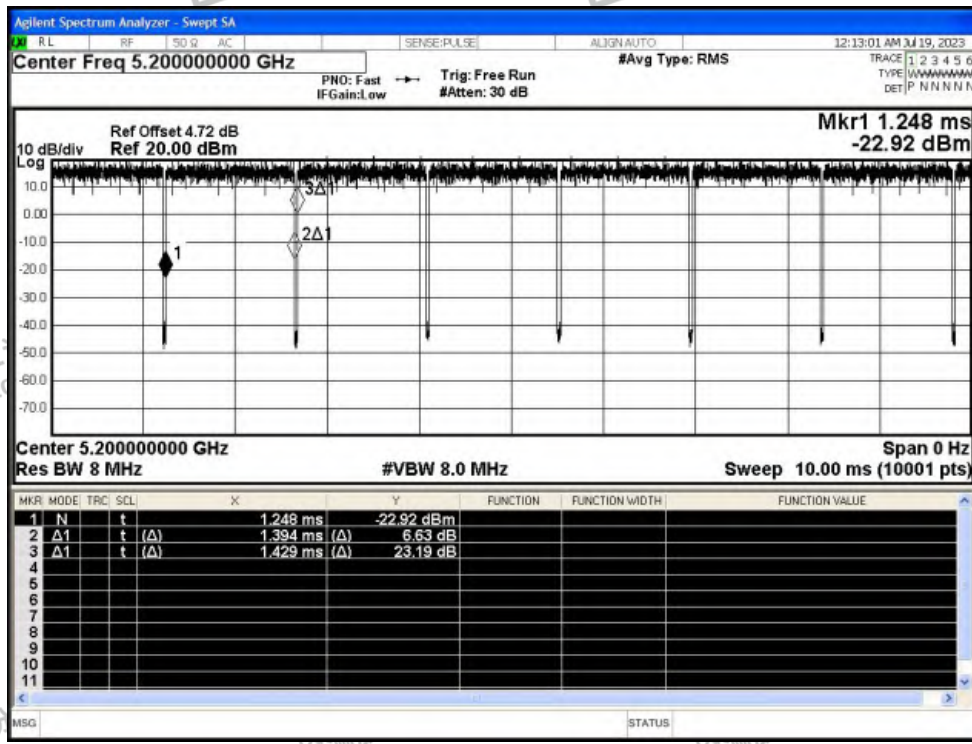 Agilent Spectrum Analyzer - Swept SA
RL RF 50 Ω AC SENSE:PULSE ALIGN AUTO 12:13:01 AM Jul 19, 2023
Center Freq 5.200000000 GHz #Avg Type: RMS TRACE 1 2 3 4 5 6
PNO: Fast Trig: Free Run TYPE WWWWWW
IFGain:Low #Atten: 30 dB DET P N N N N N
Mkr1 1.248 ms
Ref Offset 4.72 dB
10 dB/div Ref 20.00 dBm -22.92 dBm
Log
10.0
3Δ1
0.00
2Δ1
-10.0
1
-20.0
-30.0
-40.0
-50.0
-60.0
-70.0
Center 5.200000000 GHz Span 0 Hz
Res BW 8 MHz #VBW 8.0 MHz Sweep 10.00 ms (10001 pts)
MKR MODE TRC SCL X Y FUNCTION FUNCTION WIDTH FUNCTION VALUE
1 N t 1.248 ms -22.92 dBm
2 Δ1 t (Δ) 1.394 ms (Δ) 6.63 dB
3 Δ1 t (Δ) 1.429 ms (Δ) 23.19 dB
4
5
6
7
8
9
10
11
MSG STATUS